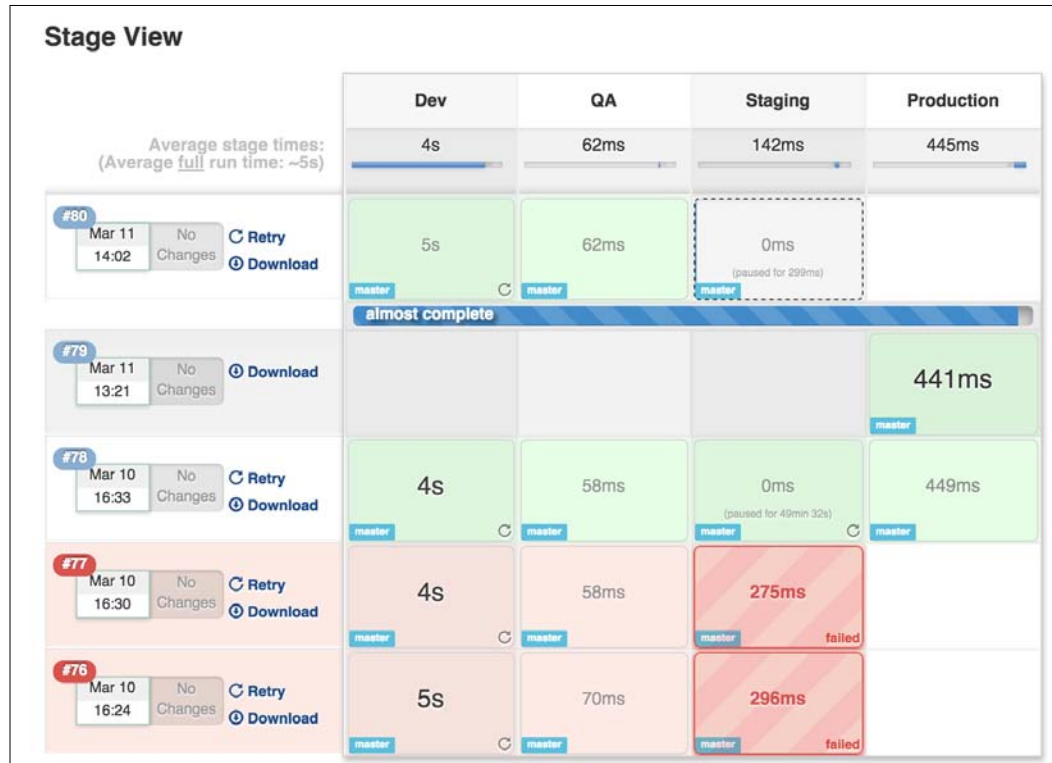 Stage View
Dev QA Staging Production
Average stage times: 4s 62ms 142ms 445ms
(Average full run time: ~5s)
#80
Mar 11 No Retry 5s 62ms 0ms
14:02 Changes Download (paused for 299ms)
master master master
almost complete
#79
Mar 11 No Download 441ms
13:21 Changes
master
#78
Mar 10 No Retry 4s 58ms 0ms 449ms
16:33 Changes Download (paused for 49min 32s)
master master master master
#77
Mar 10 No Retry 4s 58ms 275ms
16:30 Changes Download
master master master failed
#76
Mar 10 No Retry 5s 70ms 296ms
16:24 Changes Download
master master master failed